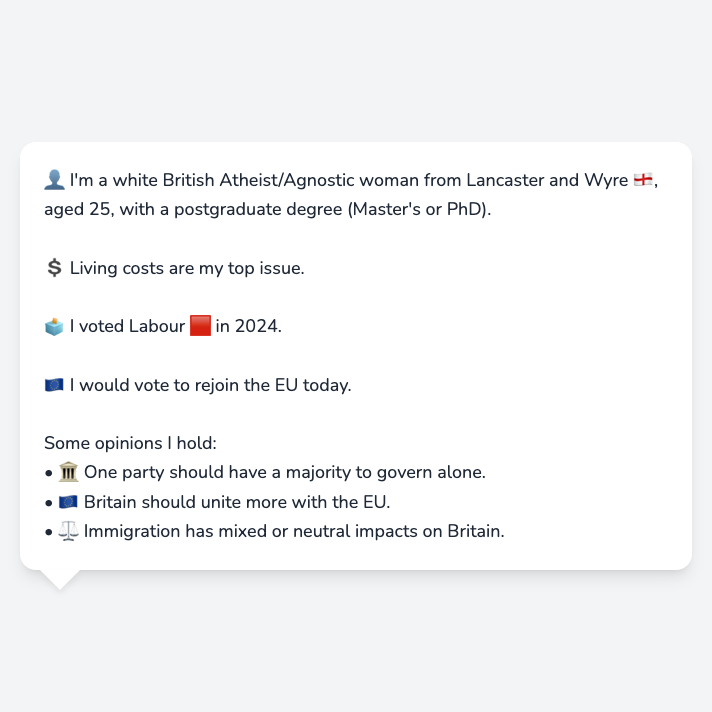 👤 I'm a white British Atheist/Agnostic woman from Lancaster and Wyre 🏴󠁧󠁢󠁥󠁮󠁧󠁿,
aged 25, with a postgraduate degree (Master's or PhD).
💲 Living costs are my top issue.
🗳️ I voted Labour 🟥 in 2024.
🇪🇺 I would vote to rejoin the EU today.
Some opinions I hold:
• 🏛️ One party should have a majority to govern alone.
• 🇪🇺 Britain should unite more with the EU.
• ⚖️ Immigration has mixed or neutral impacts on Britain.